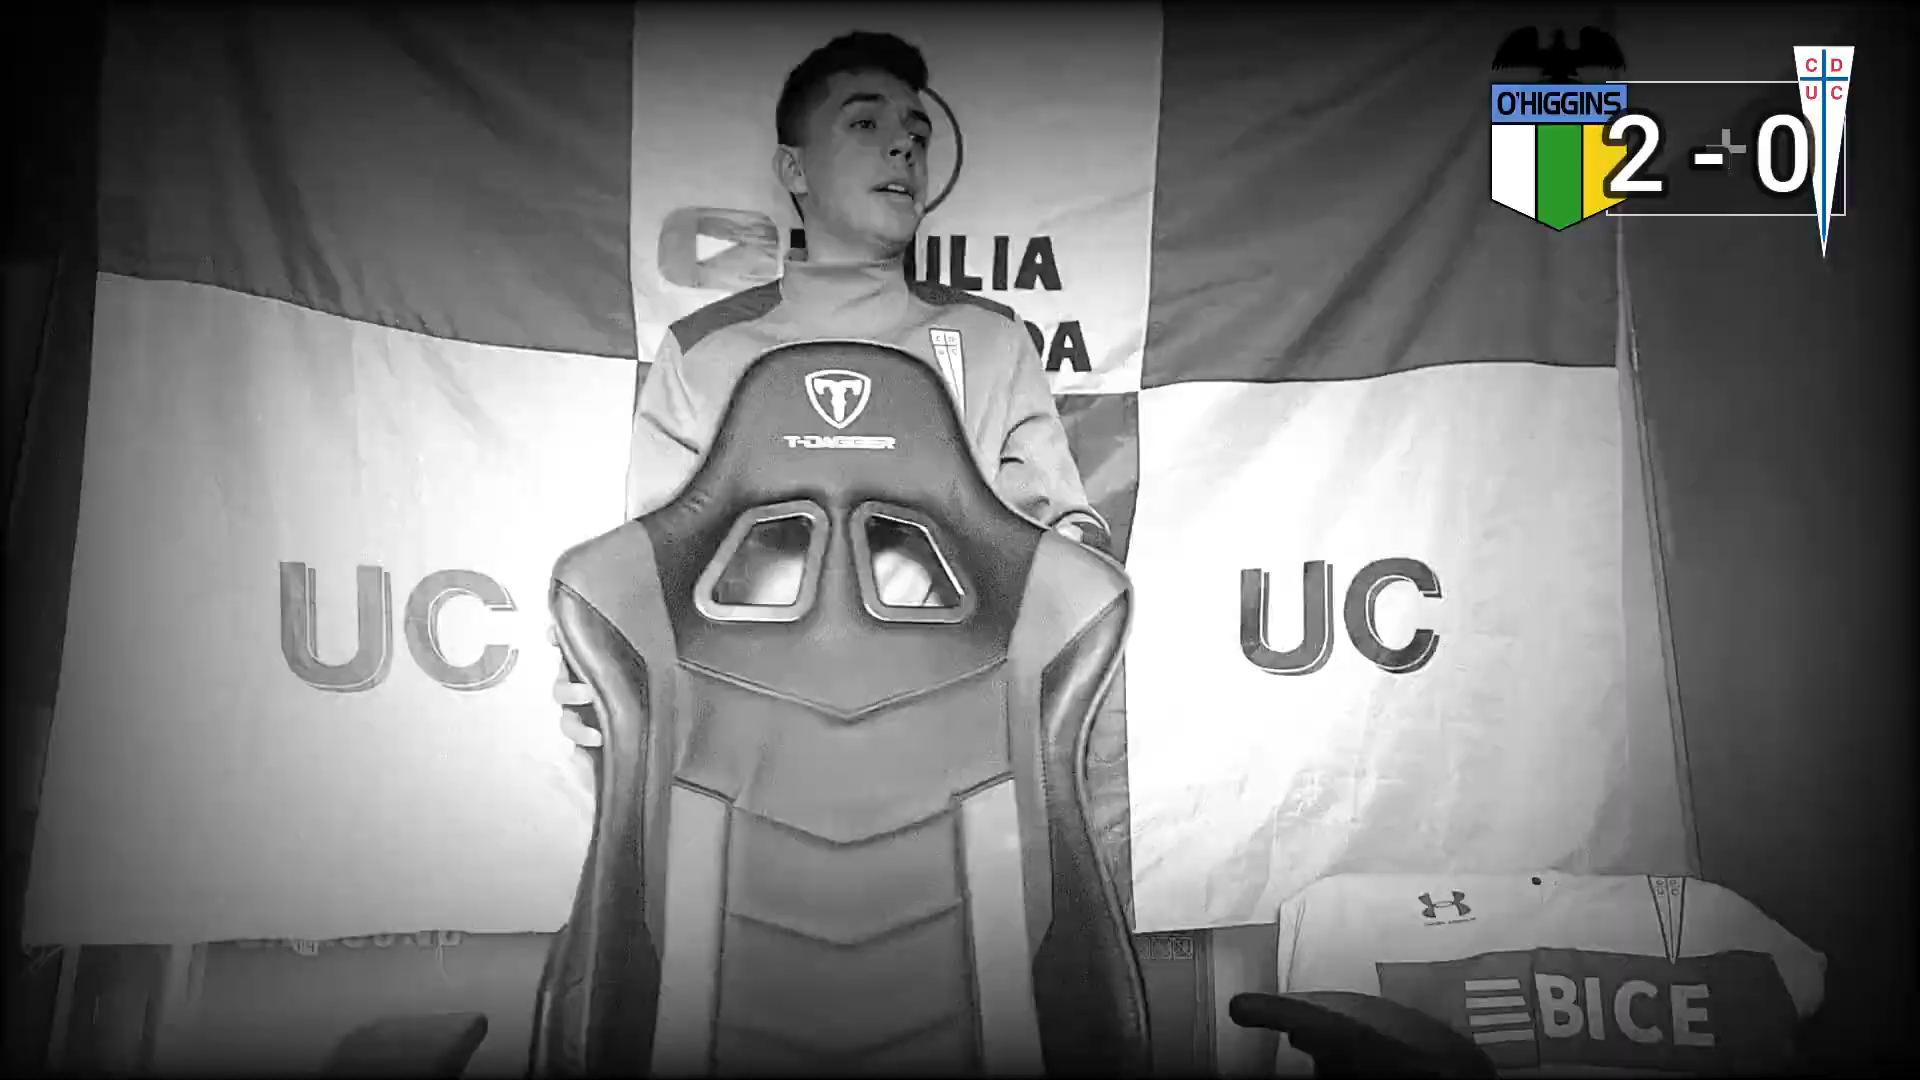 O'HIGGINS
2 - 0
C D
U C
ULIA
DA
T-DAGGER
UC
UC
BICE